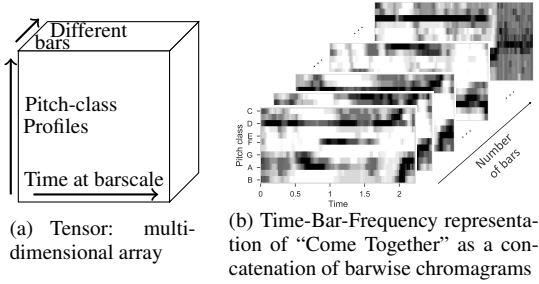 Different
bars
Pitch-class
Profiles
Time at barscale
(a) Tensor: multi-
dimensional array
Pitch class
C
D
E
F
G
A
B
0 0.5 1 1.5 2
Time
Number
of bars
(b) Time-Bar-Frequency representa-
tion of “Come Together” as a con-
catenation of barwise chromagrams